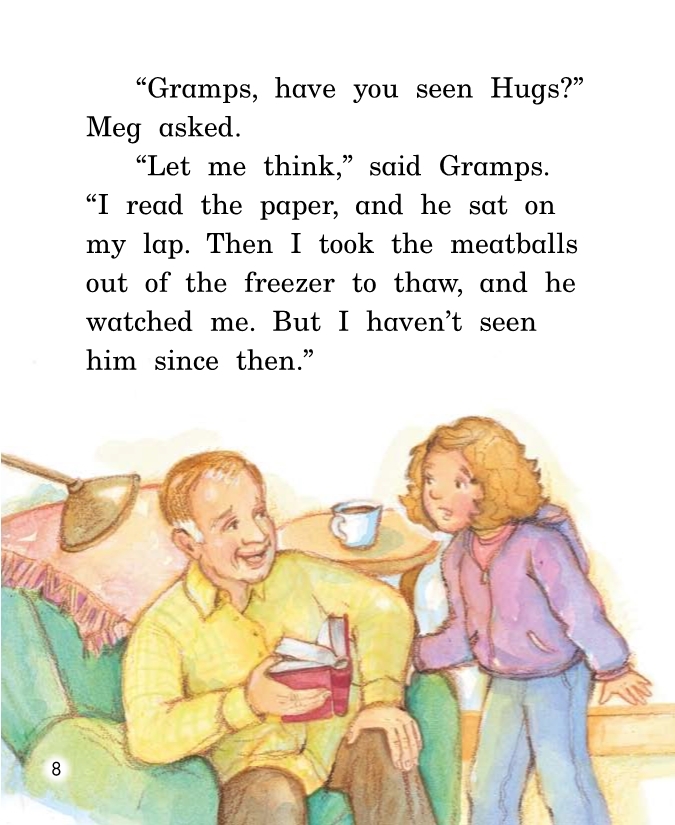 “Gramps, have you seen Hugs?”
Meg asked.
“Let me think,” said Gramps.
“I read the paper, and he sat on
my lap. Then I took the meatballs
out of the freezer to thaw, and he
watched me. But I haven’t seen
him since then.”
8